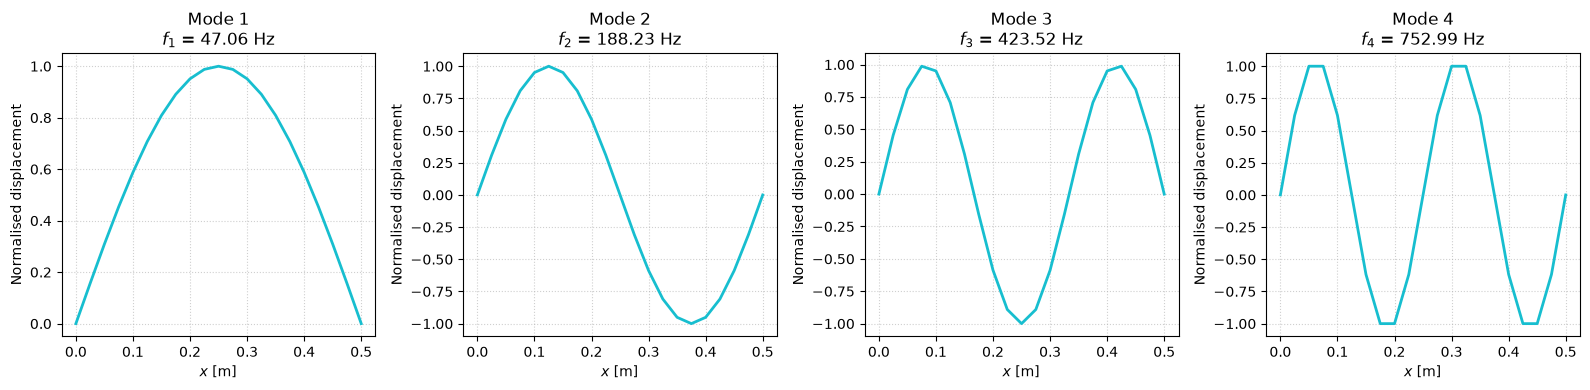 Mode 1
f₁ = 47.06 Hz
Normalised displacement
1.0
0.8
0.6
0.4
0.2
0.0
0.0 0.1 0.2 0.3 0.4 0.5
x [m]
Mode 2
f₂ = 188.23 Hz
Normalised displacement
1.00
0.75
0.50
0.25
0.00
−0.25
−0.50
−0.75
−1.00
0.0 0.1 0.2 0.3 0.4 0.5
x [m]
Mode 3
f₃ = 423.52 Hz
Normalised displacement
1.00
0.75
0.50
0.25
0.00
−0.25
−0.50
−0.75
−1.00
0.0 0.1 0.2 0.3 0.4 0.5
x [m]
Mode 4
f₄ = 752.99 Hz
Normalised displacement
1.00
0.75
0.50
0.25
0.00
−0.25
−0.50
−0.75
−1.00
0.0 0.1 0.2 0.3 0.4 0.5
x [m]